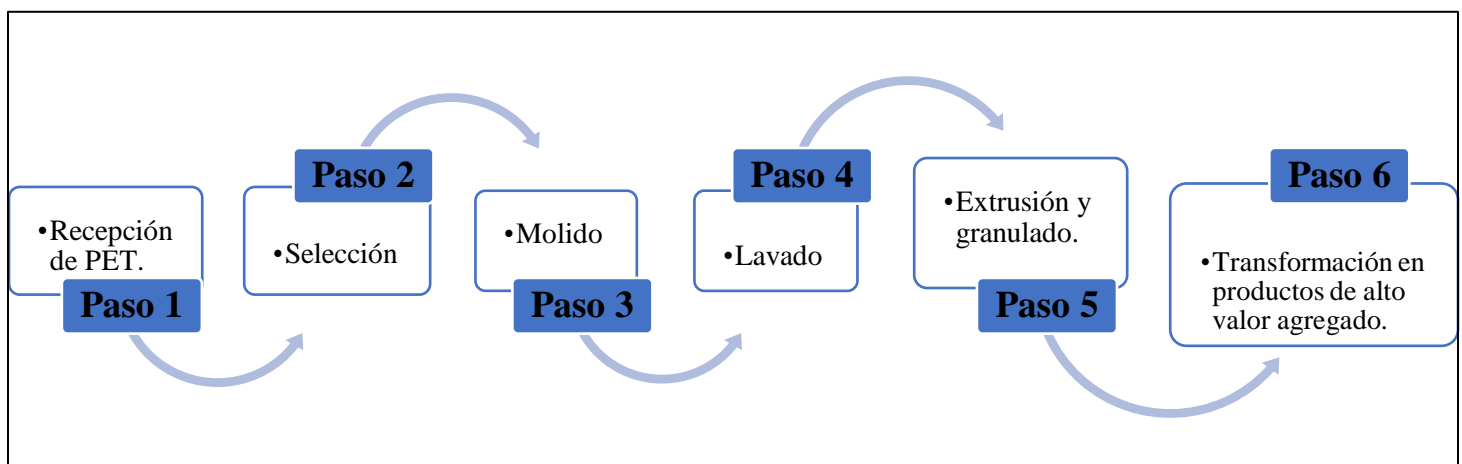 •Recepción
de PET.
Paso 1
Paso 2
•Selección
•Molido
Paso 3
Paso 4
•Lavado
•Extrusión y
granulado.
Paso 5
Paso 6
•Transformación en
productos de alto
valor agregado.